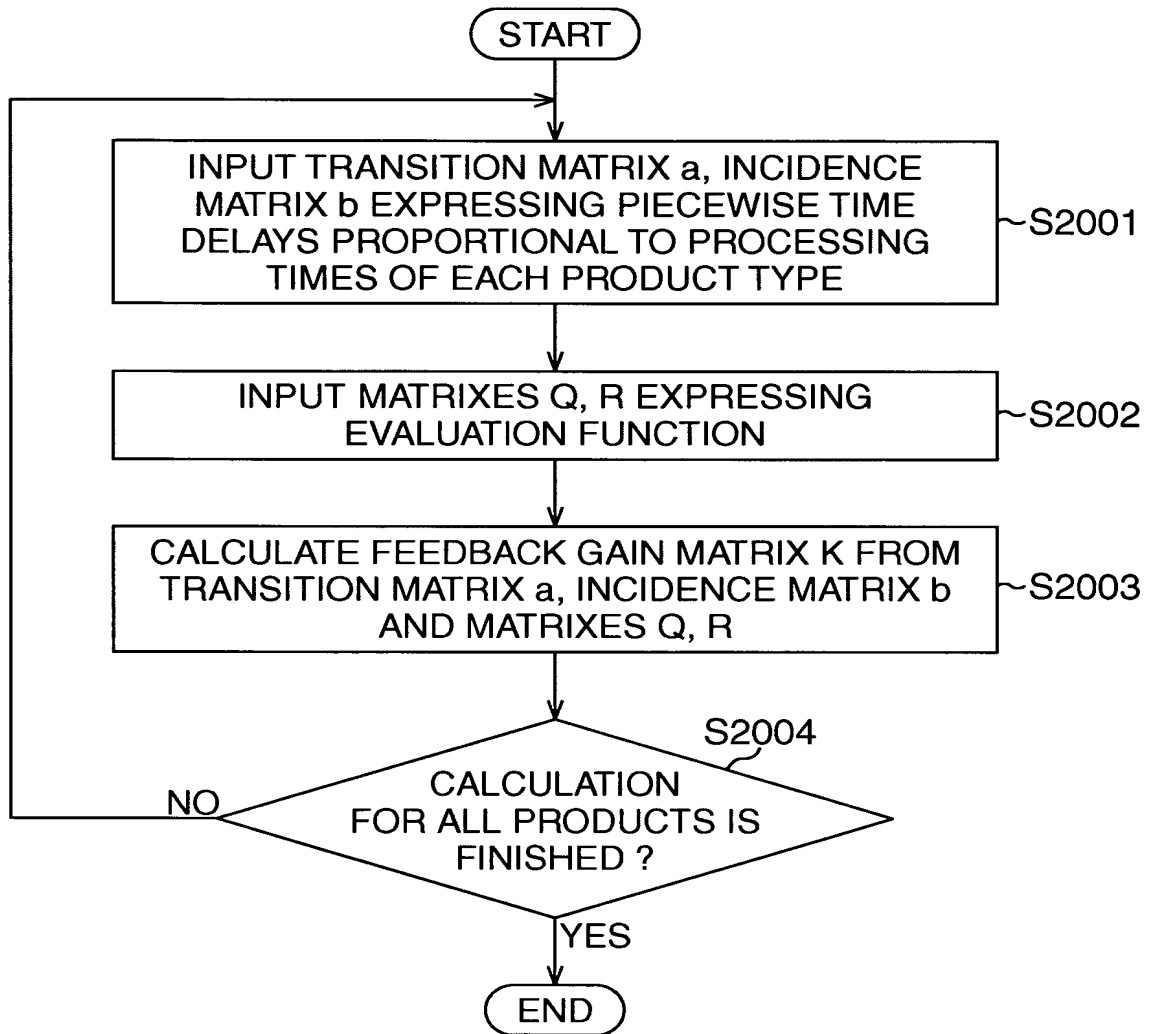 START
INPUT TRANSITION MATRIX a, INCIDENCE
MATRIX b EXPRESSING PIECEWISE TIME
DELAYS PROPORTIONAL TO PROCESSING
TIMES OF EACH PRODUCT TYPE
S2001
INPUT MATRIXES Q, R EXPRESSING
EVALUATION FUNCTION
S2002
CALCULATE FEEDBACK GAIN MATRIX K FROM
TRANSITION MATRIX a, INCIDENCE MATRIX b
AND MATRIXES Q, R
S2003
S2004
CALCULATION
FOR ALL PRODUCTS IS
FINISHED ?
NO
YES
END